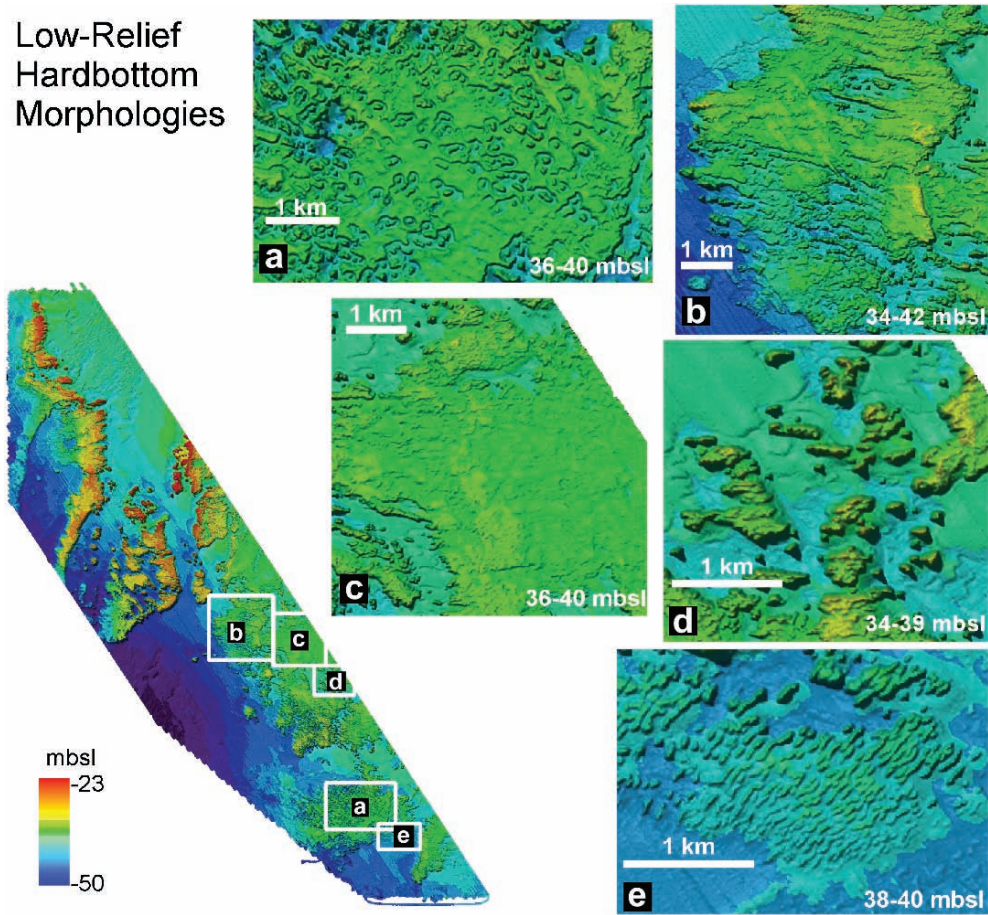 Low-Relief
Hardbottom
Morphologies
1 km
a
36-40 mbsl
1 km
b
34-42 mbsl
1 km
c
36-40 mbsl
1 km
d
34-39 mbsl
1 km
e
38-40 mbsl
b
c
d
a
e
mbsl
-23
-50